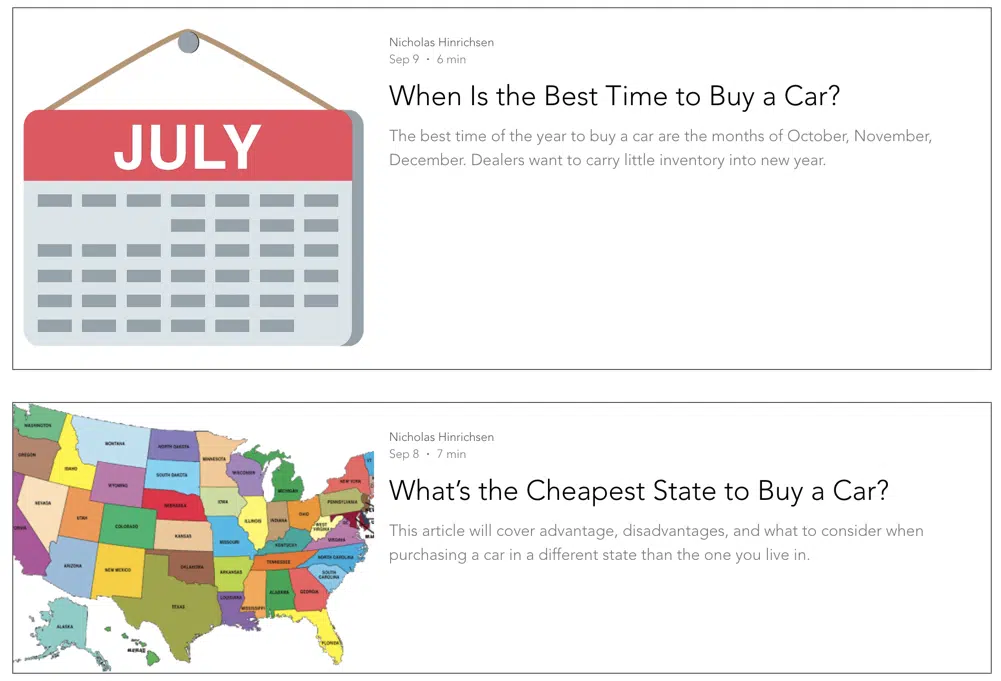 JULY
Nicholas Hinrichsen
Sep 9 · 6 min
When Is the Best Time to Buy a Car?
The best time of the year to buy a car are the months of October, November,
December. Dealers want to carry little inventory into new year.
Nicholas Hinrichsen
Sep 8 · 7 min
What's the Cheapest State to Buy a Car?
This article will cover advantage, disadvantages, and what to consider when
purchasing a car in a different state than the one you live in.
WASHINGTON
MONTANA
NORTH DAKOTA
MINNESOTA
OREGON
IDAHO
SOUTH DAKOTA
WISCONSIN
MICHIGAN
NEW YORK
WYOMING
NEVADA
NEBRASKA
IOWA
PENNSYLVANIA
UTAH
COLORADO
ILLINOIS
INDIANA
OHIO
WEST
VIRGINIA
KANSAS
MISSOURI
KENTUCKY
VIRGINIA
ARIZONA
NEW MEXICO
OKLAHOMA
ARKANSAS
TENNESSEE
NORTH CAROLINA
SOUTH
CAROLINA
TEXAS
LOUISIANA
MISSISSIPPI
ALABAMA
GEORGIA
ALASKA
HAWAII
FLORIDA